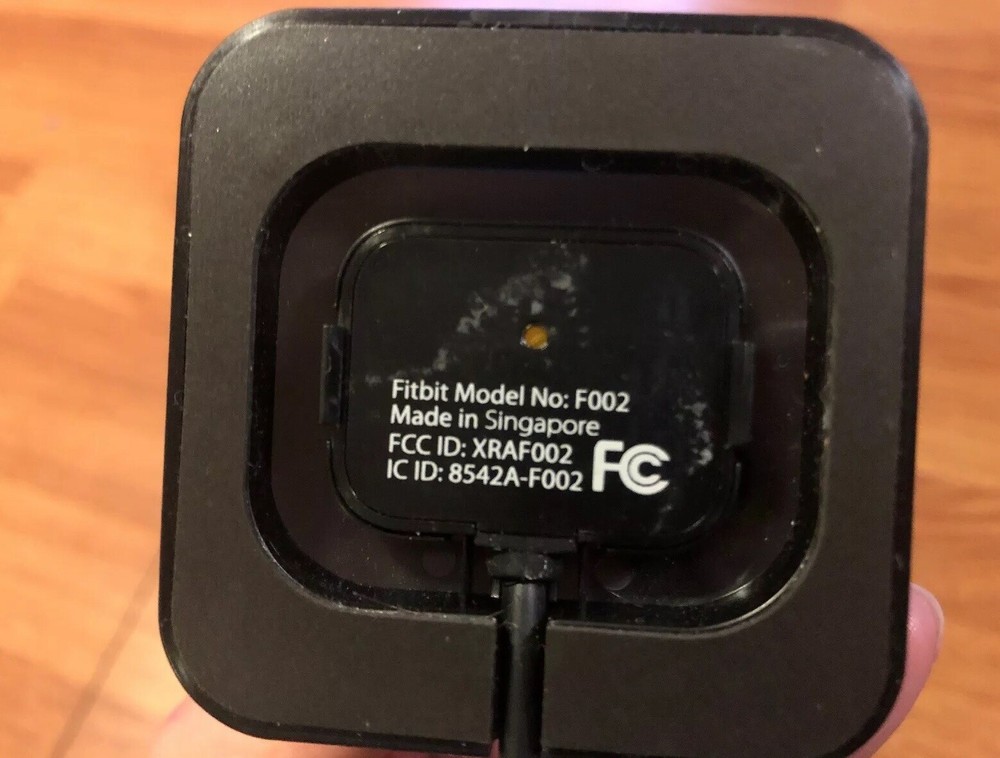 Fitbit Model No: F002
Made in Singapore
FCC ID: XRAF002
IC ID: 8542A-F002
FC